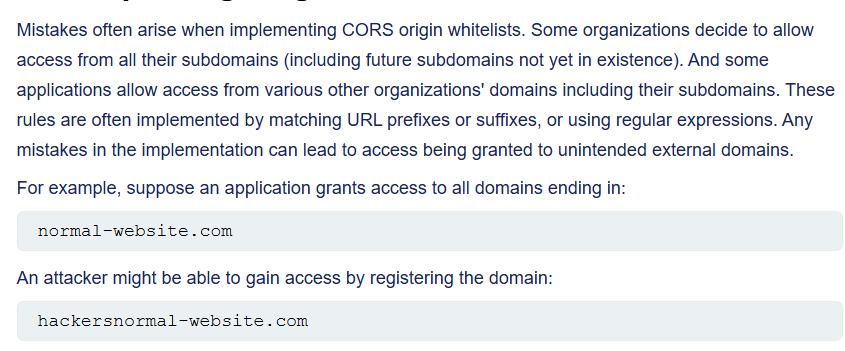 Mistakes often arise when implementing CORS origin whitelists. Some organizations decide to allow
access from all their subdomains (including future subdomains not yet in existence). And some
applications allow access from various other organizations' domains including their subdomains. These
rules are often implemented by matching URL prefixes or suffixes, or using regular expressions. Any
mistakes in the implementation can lead to access being granted to unintended external domains.
For example, suppose an application grants access to all domains ending in:
normal-website.com
An attacker might be able to gain access by registering the domain:
hackersnormal-website.com